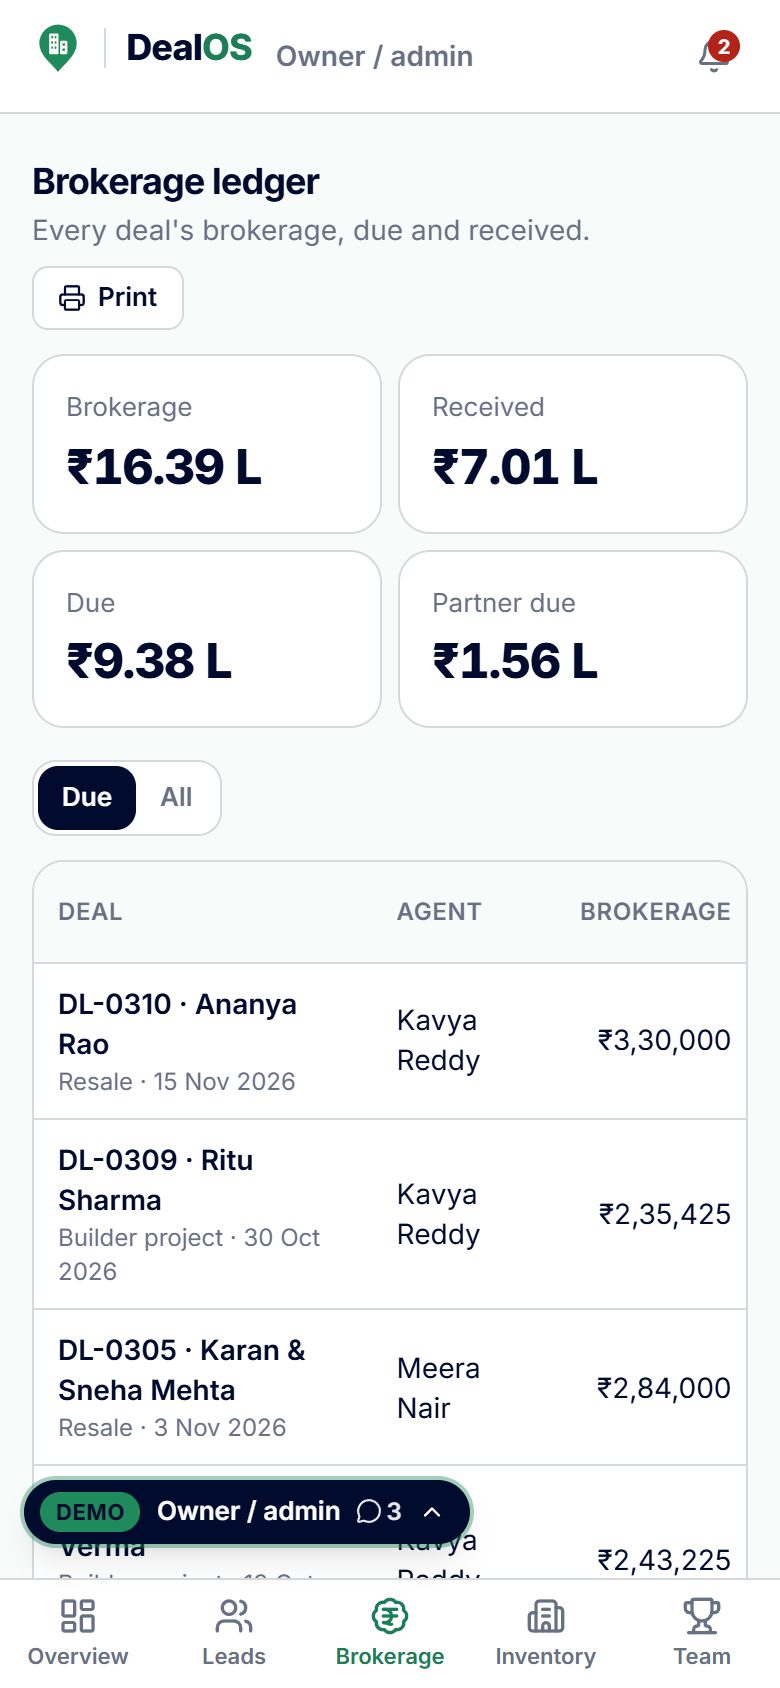 DealOS
Owner / admin
2
Brokerage ledger
Every deal's brokerage, due and received.
Print
Brokerage
₹16.39 L
Received
₹7.01 L
Due
₹9.38 L
Partner due
₹1.56 L
Due
All
DEAL
AGENT
BROKERAGE
DL-0310 · Ananya
Rao
Resale · 15 Nov 2026
Kavya
Reddy
₹3,30,000
DL-0309 · Ritu
Sharma
Builder project · 30 Oct
2026
Kavya
Reddy
₹2,35,425
DL-0305 · Karan &
Sneha Mehta
Resale · 3 Nov 2026
Meera
Nair
₹2,84,000
DEMO
Owner / admin
3
Verma
Kavya
Reddy
₹2,43,225
Overview
Leads
Brokerage
Inventory
Team